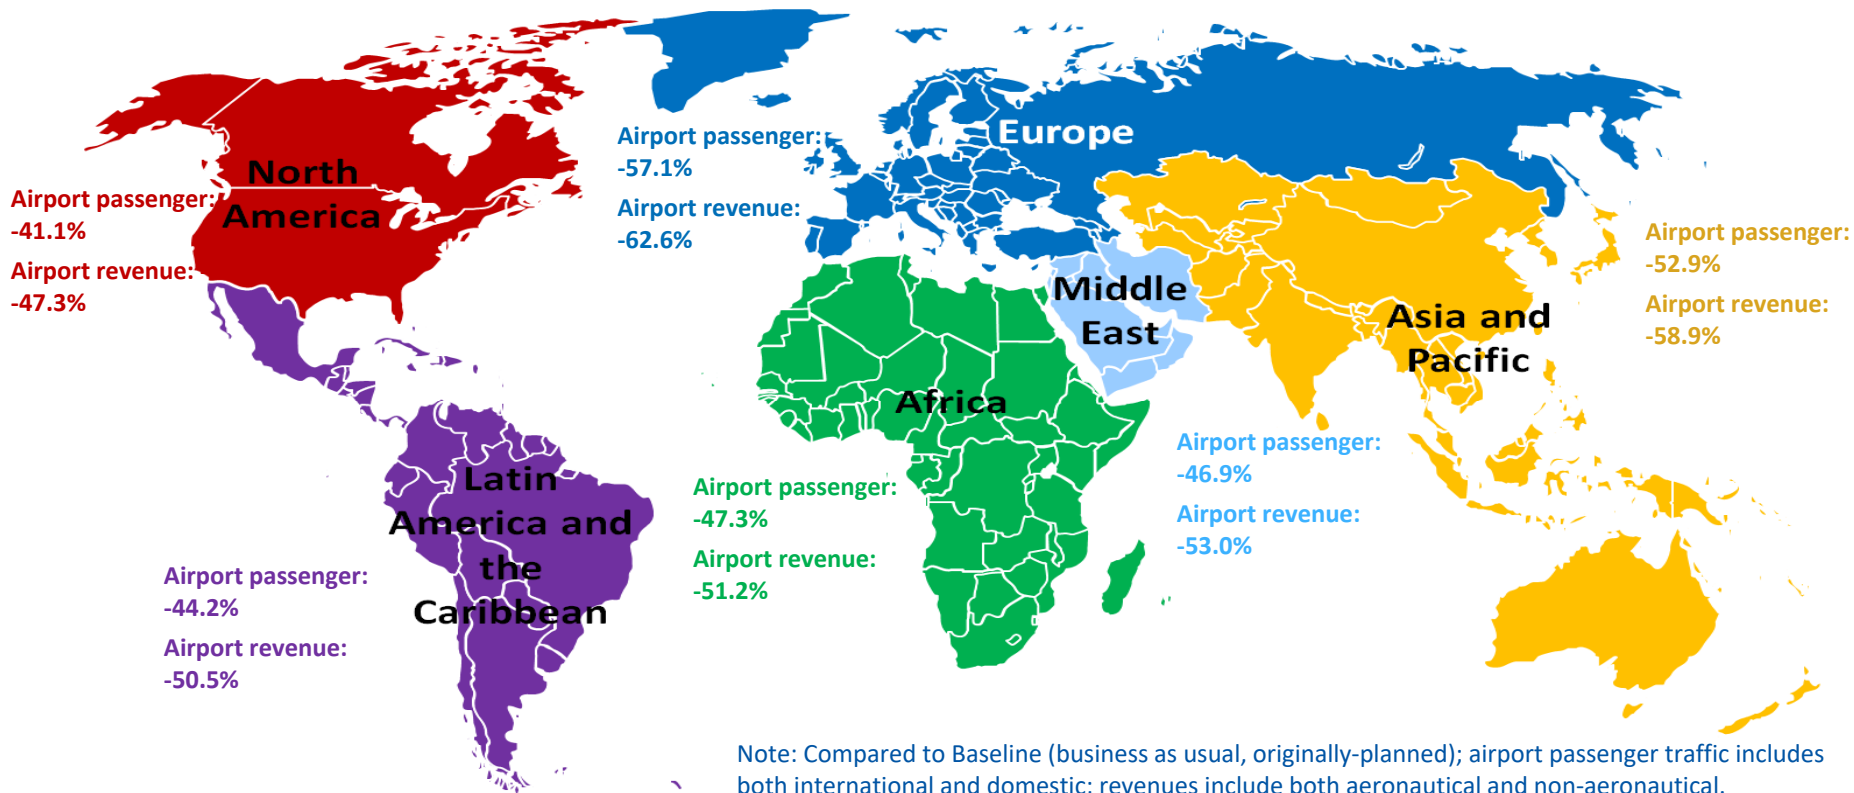 North
America
Airport passenger:
-41.1%
Airport revenue:
-47.3%
Airport passenger:
-57.1%
Airport revenue:
-62.6%
Europe
Airport passenger:
-52.9%
Airport revenue:
-58.9%
Middle
East
Asia and
Pacific
Africa
Airport passenger:
-46.9%
Airport revenue:
-53.0%
Latin
America and
the
Caribbean
Airport passenger:
-47.3%
Airport revenue:
-51.2%
Airport passenger:
-44.2%
Airport revenue:
-50.5%
Note: Compared to Baseline (business as usual, originally-planned); airport passenger traffic includes
both international and domestic; revenues include both aeronautical and non-aeronautical.